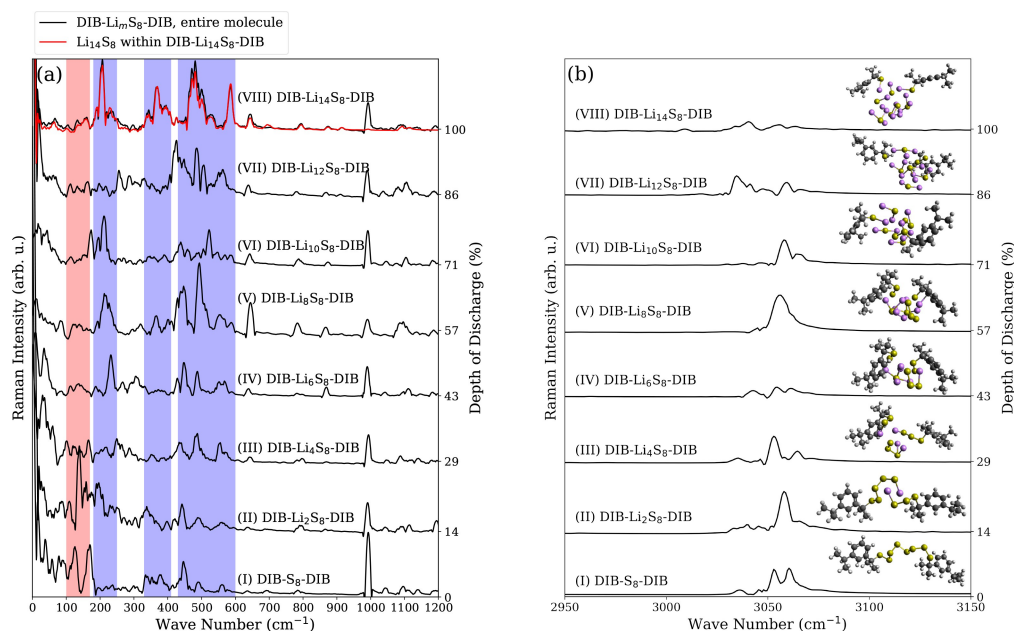 DIB-LiₘS₈-DIB, entire molecule
Li₁₄S₈ within DIB-Li₁₄S₈-DIB
(a)
(VIII) DIB-Li₁₄S₈-DIB
(VII) DIB-Li₁₂S₈-DIB
(VI) DIB-Li₁₀S₈-DIB
(V) DIB-Li₈S₈-DIB
(IV) DIB-Li₆S₈-DIB
(III) DIB-Li₄S₈-DIB
(II) DIB-Li₂S₈-DIB
(I) DIB-S₈-DIB
Raman Intensity (arb. u.)
0 100 200 300 400 500 600 700 800 900 1000 1100 1200
Wave Number (cm⁻¹)
100
86
71
57
43
29
14
0
Depth of Discharge (%)
(b)
(VIII) DIB-Li₁₄S₈-DIB
(VII) DIB-Li₁₂S₈-DIB
(VI) DIB-Li₁₀S₈-DIB
(V) DIB-Li₈S₈-DIB
(IV) DIB-Li₆S₈-DIB
(III) DIB-Li₄S₈-DIB
(II) DIB-Li₂S₈-DIB
(I) DIB-S₈-DIB
Raman Intensity (arb. u.)
2950 3000 3050 3100 3150
Wave Number (cm⁻¹)
100
86
71
57
43
29
14
0
Depth of Discharge (%)